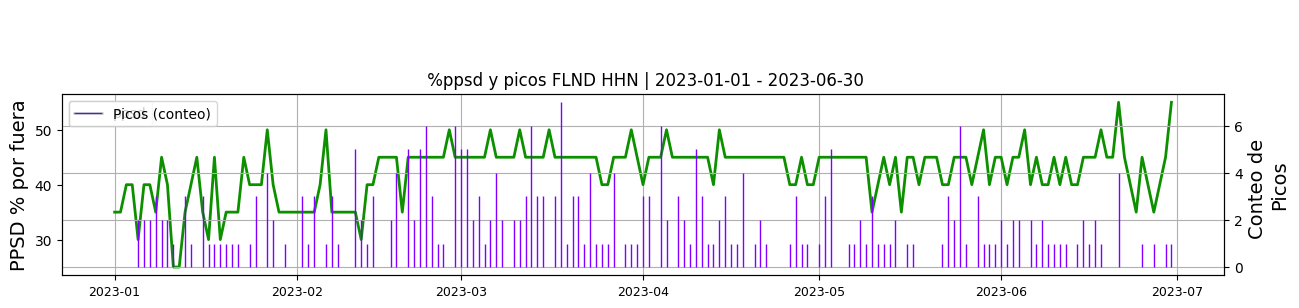 %ppsd y picos FLND HHN | 2023-01-01 - 2023-06-30
Picos (conteo)
PPSD % por fuera
50
40
30
6
4
2
0
Conteo de
Picos
2023-01
2023-02
2023-03
2023-04
2023-05
2023-06
2023-07